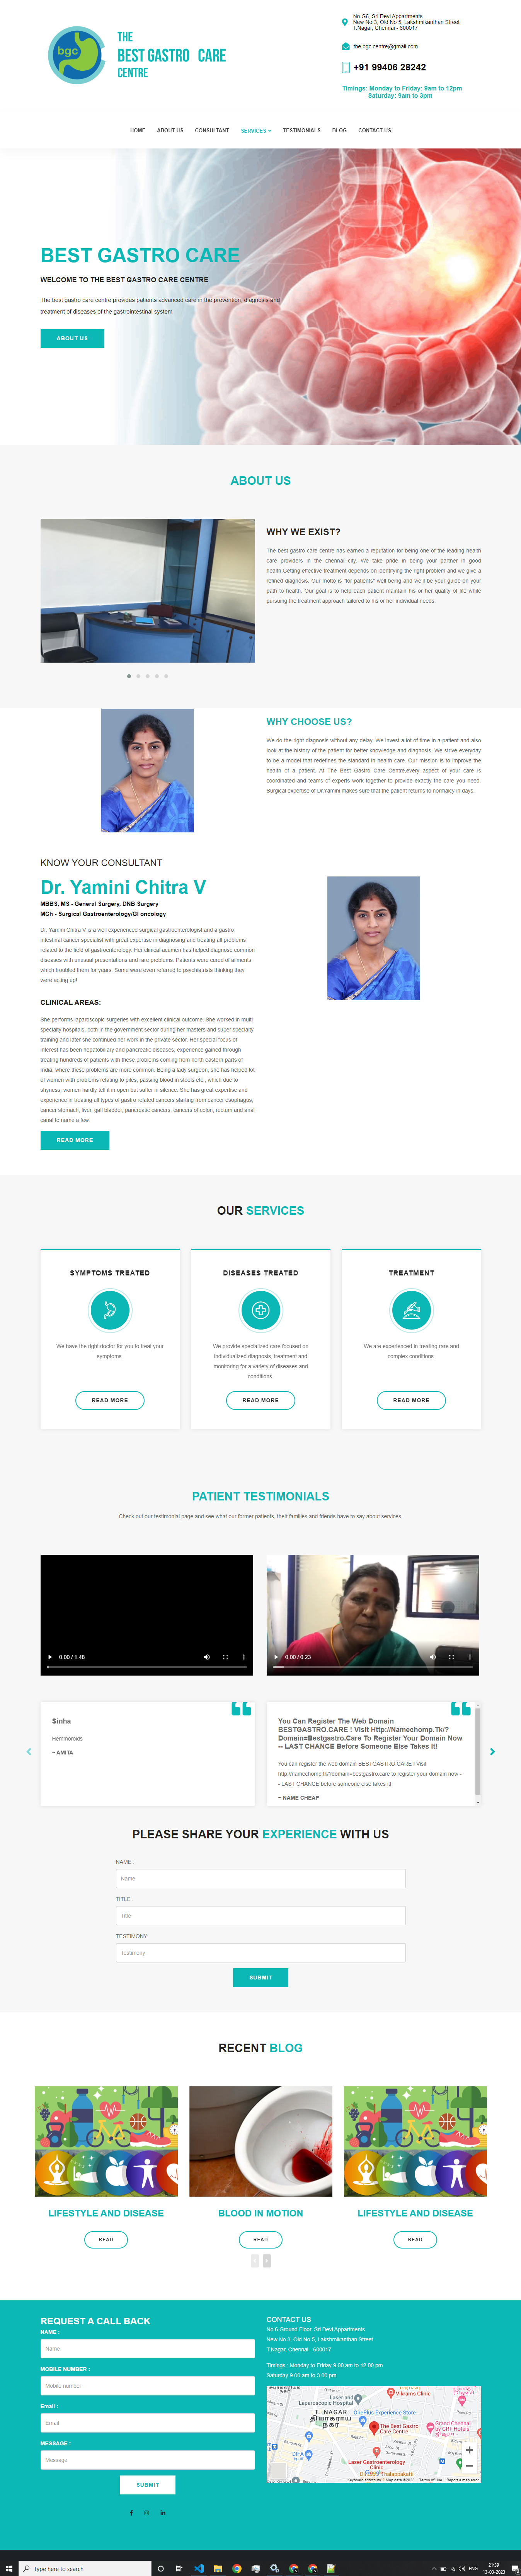 bgc
THE
BEST GASTRO CARE
CENTRE
No.G6, Sri Devi Appartments
New No 3, Old No 5, Lakshmikanthan Street
T.Nagar, Chennai - 600017
the.bgc.centre@gmail.com
+91 99406 28242
Timings: Monday to Friday: 9am to 12pm
Saturday: 9am to 3pm
HOME ABOUT US CONSULTANT SERVICES TESTIMONIALS BLOG CONTACT US
BEST GASTRO CARE
WELCOME TO THE BEST GASTRO CARE CENTRE
The best gastro care centre provides patients advanced care in the prevention, diagnosis and
treatment of diseases of the gastrointestinal system
ABOUT US
ABOUT US
WHY WE EXIST?
The best gastro care centre has earned a reputation for being one of the leading health
care providers in the chennai city. We take pride in being your partner in good
health.Getting effective treatment depends on identifying the right problem and we give a
refined diagnosis. Our motto is "for patients" well being and we'll be your guide on your
path to health. Our goal is to help each patient maintain his or her quality of life while
pursuing the treatment approach tailored to his or her individual needs.
WHY CHOOSE US?
We do the right diagnosis without any delay. We invest a lot of time in a patient and also
look at the history of the patient for better knowledge and diagnosis. We strive everyday
to be a model that redefines the standard in health care. Our mission is to improve the
health of a patient. At The Best Gastro Care Centre,every aspect of your care is
coordinated and teams of experts work together to provide exactly the care you need.
Surgical expertise of Dr.Yamini makes sure that the patient returns to normalcy in days.
KNOW YOUR CONSULTANT
Dr. Yamini Chitra V
MBBS, MS - General Surgery, DNB Surgery
MCh - Surgical Gastroenterology/GI oncology
Dr. Yamini Chitra V is a well experienced surgical gastroenterologist and a gastro
intestinal cancer specialist with great expertise in diagnosing and treating all problems
related to the field of gastroenterology. Her clinical acumen has helped diagnose common
diseases with unusual presentations and rare problems. Patients were cured of ailments
which troubled them for years. Some were even referred to psychiatrists thinking they
were acting up!
CLINICAL AREAS:
She performs laparoscopic surgeries with excellent clinical outcome. She worked in multi
specialty hospitals, both in the government sector during her masters and super specialty
training and later she continued her work in the private sector. Her special focus of
interest has been hepatobiliary and pancreatic diseases, experience gained through
treating hundreds of patients with these problems coming from north eastern parts of
India, where these problems are more common. Being a lady surgeon, she has helped lot
of women with problems relating to piles, passing blood in stools etc., which due to
shyness, women hardly tell it in open but suffer in silence. She has great expertise and
experience in treating all types of gastro related cancers starting from cancer esophagus,
cancer stomach, liver, gall bladder, pancreatic cancers, cancers of colon, rectum and anal
canal to name a few.
READ MORE
OUR SERVICES
SYMPTOMS TREATED
We have the right doctor for you to treat your
symptoms.
READ MORE
DISEASES TREATED
We provide specialized care focused on
individualized diagnosis, treatment and
monitoring for a variety of diseases and
conditions.
READ MORE
TREATMENT
We are experienced in treating rare and
complex conditions.
READ MORE
PATIENT TESTIMONIALS
Check out our testimonial page and see what our former patients, their families and friends have to say about services.
0:00 / 1:48
0:00 / 0:23
Sinha
Hemmoroids
~ AMITA
You Can Register The Web Domain
BESTGASTRO.CARE ! Visit Http://Namechomp.Tk/?
Domain=Bestgastro.Care To Register Your Domain Now
-- LAST CHANCE Before Someone Else Takes It!
You can register the web domain BESTGASTRO.CARE ! Visit
http://namechomp.tk/?domain=bestgastro.care to register your domain now -
- LAST CHANCE before someone else takes it!
~ NAME CHEAP
PLEASE SHARE YOUR EXPERIENCE WITH US
NAME :
Name
TITLE :
Title
TESTIMONY:
Testimony
SUBMIT
RECENT BLOG
LIFESTYLE AND DISEASE
READ
BLOOD IN MOTION
READ
LIFESTYLE AND DISEASE
READ
REQUEST A CALL BACK
NAME :
Name
MOBILE NUMBER :
Mobile number
Email :
Email
MESSAGE :
Message
SUBMIT
CONTACT US
No 6 Ground Floor, Sri Devi Appartments
New No 3, Old No 5, Lakshmikanthan Street
T.Nagar, Chennai - 600017
Timings : Monday to Friday 9.00 am to 12.00 pm
Saturday 9.00 am to 3.00 pm
Vikrams Clinic
Laser and
Laparoscopic Hospital
T. NAGAR
தியாகராய
நகர்
OnePlus Experience Store
The Best Gastro
Care Centre
Grand Chennai
by GRT Hotels
DIFA
Laser Gastroenterology
Clinic
Dindigul Thalappakatti
Google
Keyboard shortcuts Map data ©2023 Terms of Use Report a map error
Type here to search
ENG
21:39
13-03-2023